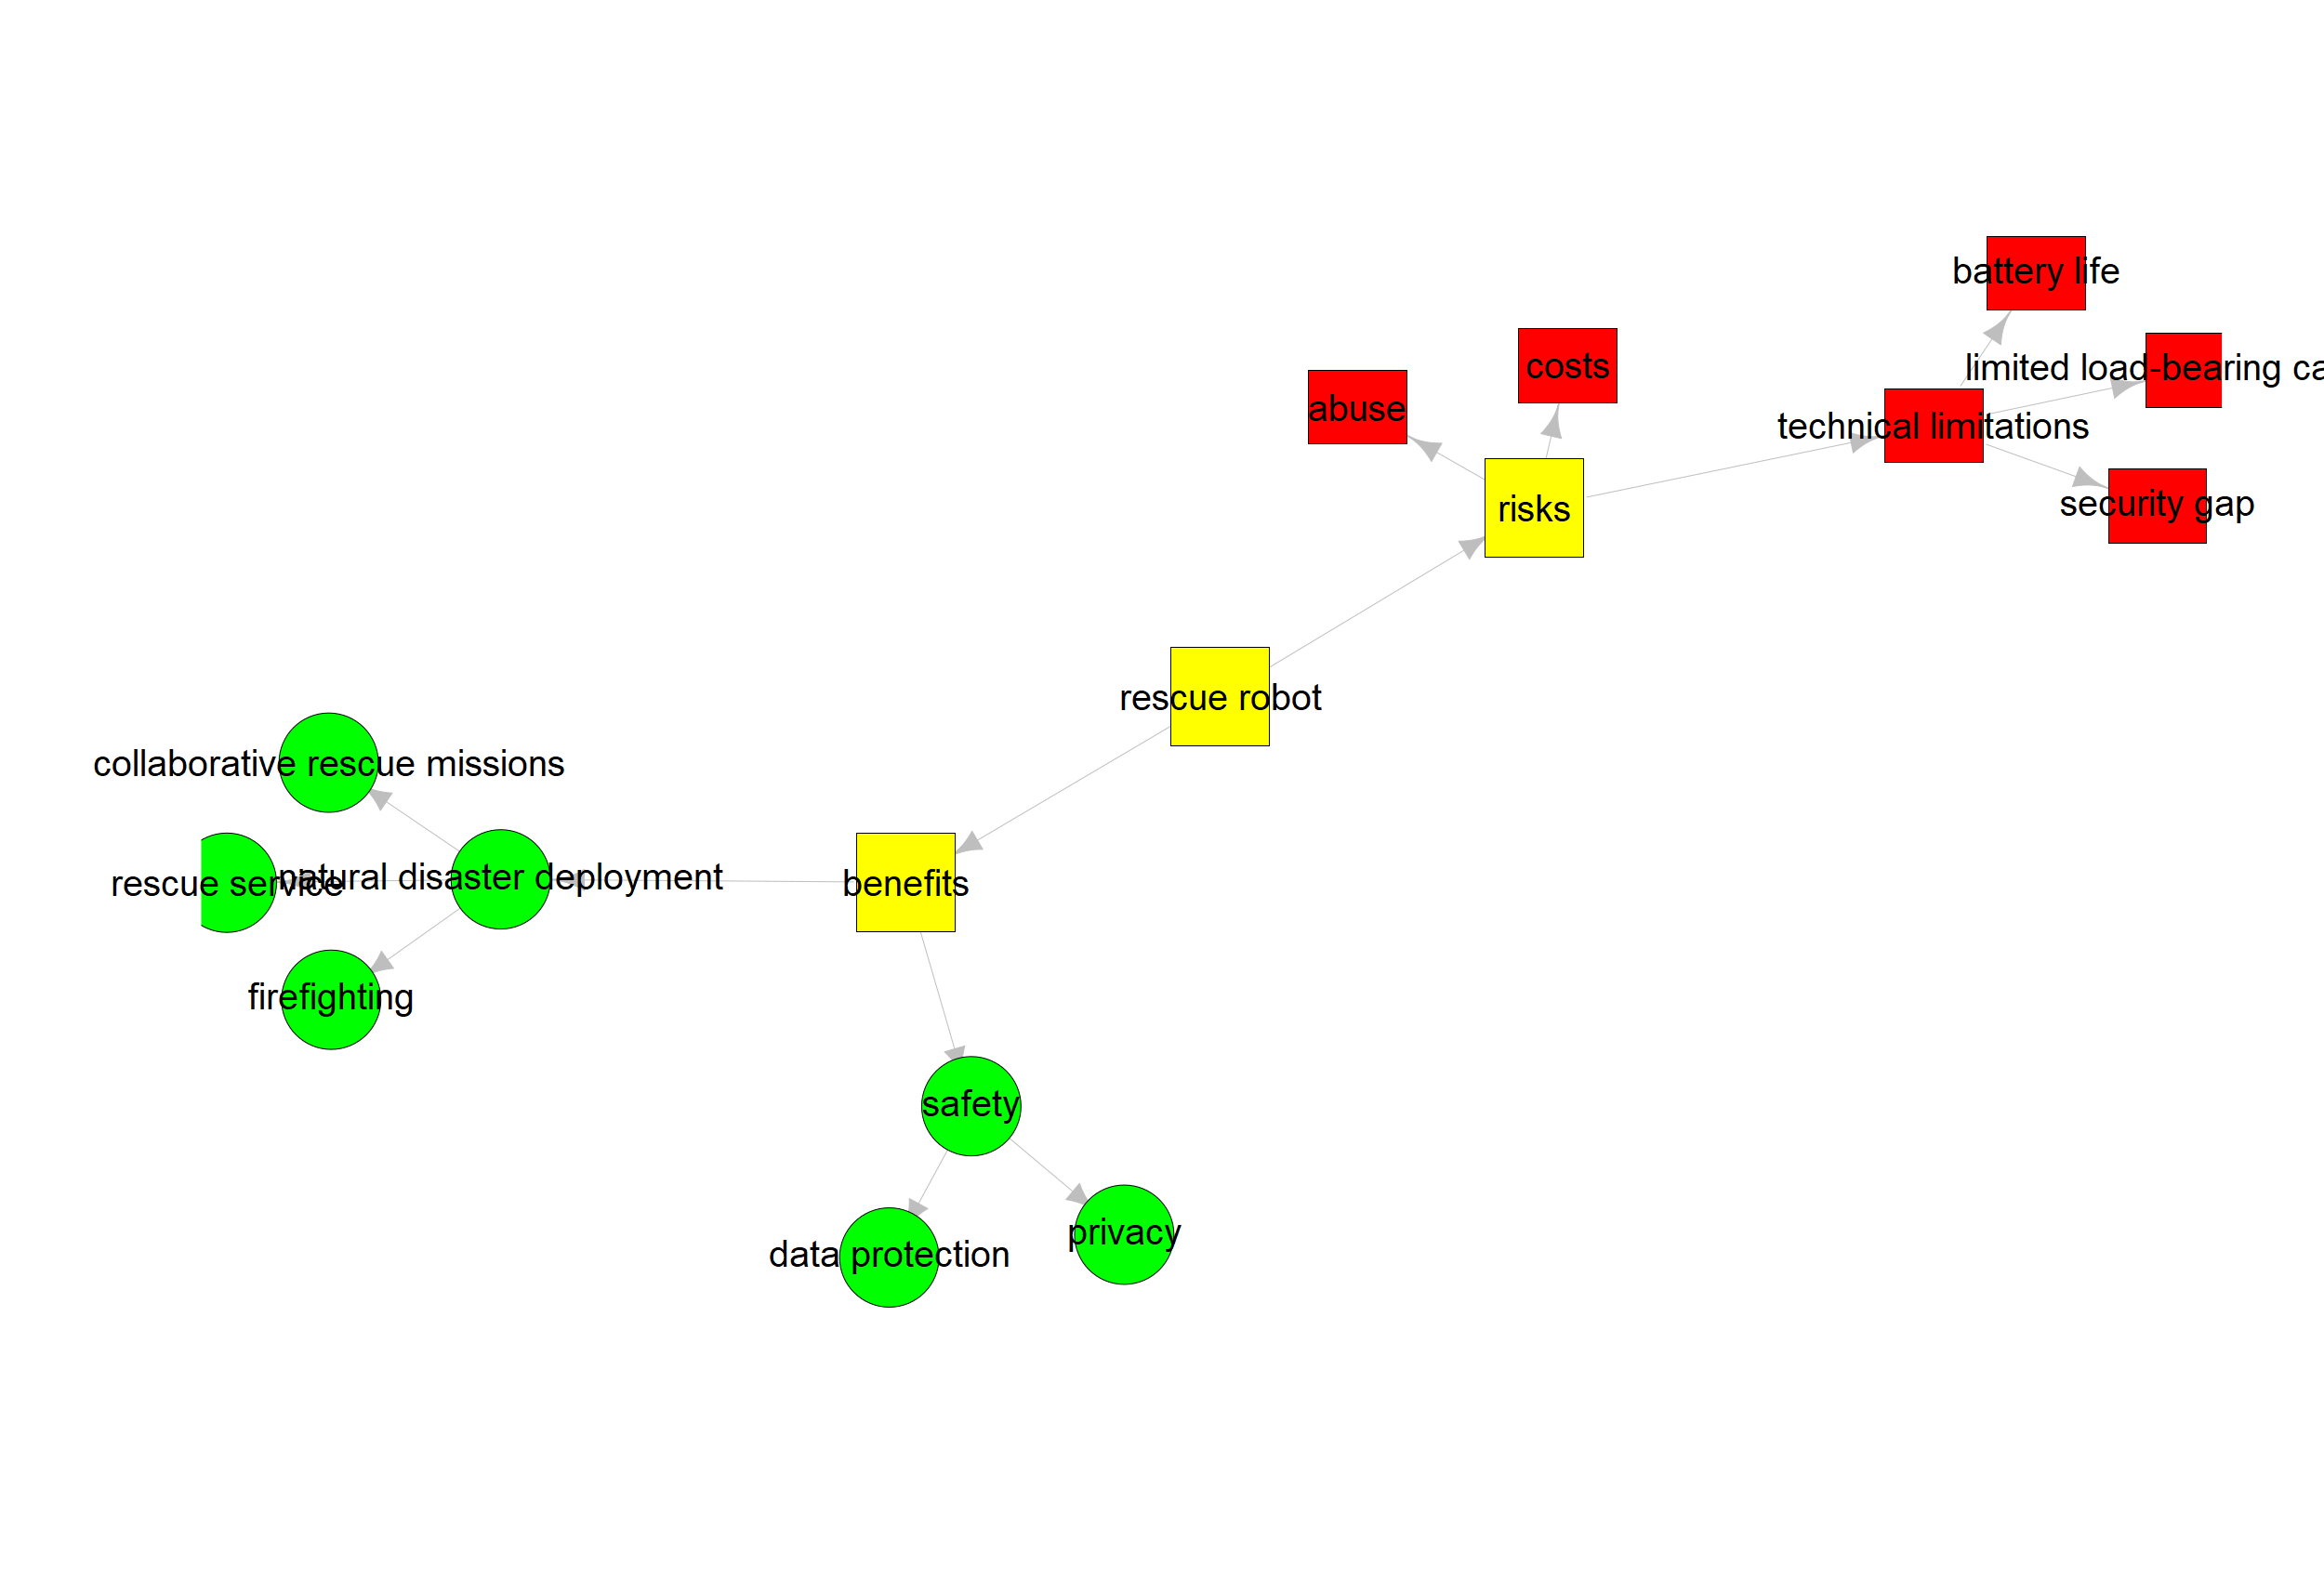 battery life
costs
limited load-bearing ca
abuse
technical limitations
security gap
risks
rescue robot
collaborative rescue missions
natural disaster deployment
rescue service
benefits
firefighting
safety
privacy
data protection